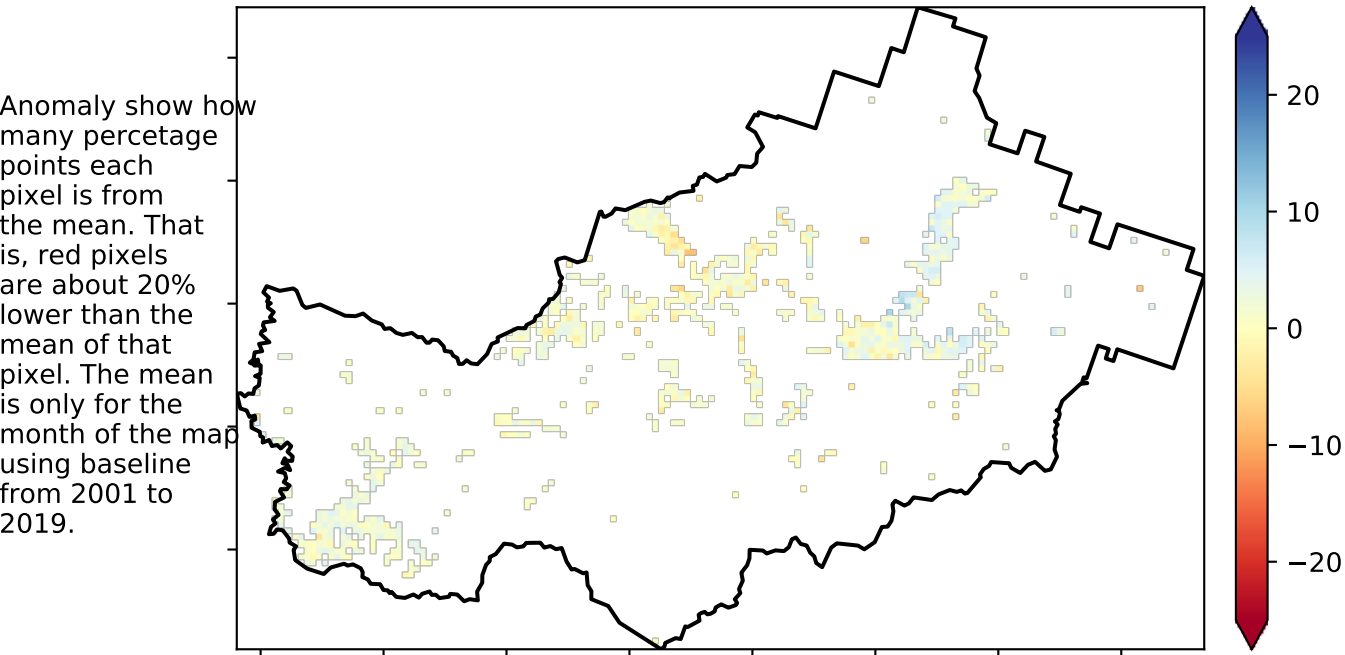 Anomaly show how
many percetage
points each
pixel is from
the mean. That
is, red pixels
are about 20%
lower than the
mean of that
pixel. The mean
is only for the
month of the map
using baseline
from 2001 to
2019.
20
10
0
−10
−20